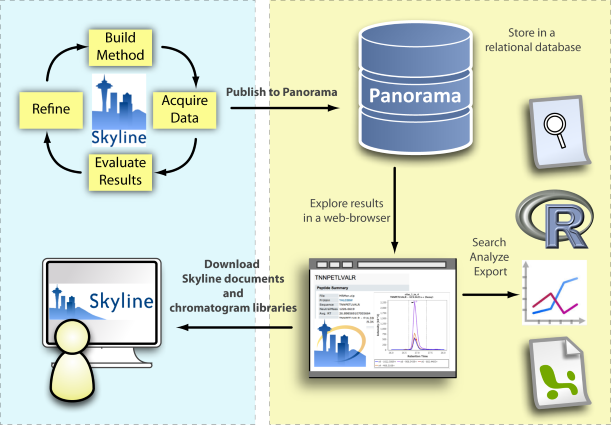 Build
Method
Refine
Skyline
Acquire
Data
Evaluate
Results
Publish to Panorama
Panorama
Store in a
relational database
Explore results
in a web-browser
Search
Analyze
Export
R
TNNPETLVALR
Peptide Summary
Download
Skyline documents
and
chromatogram libraries
Skyline